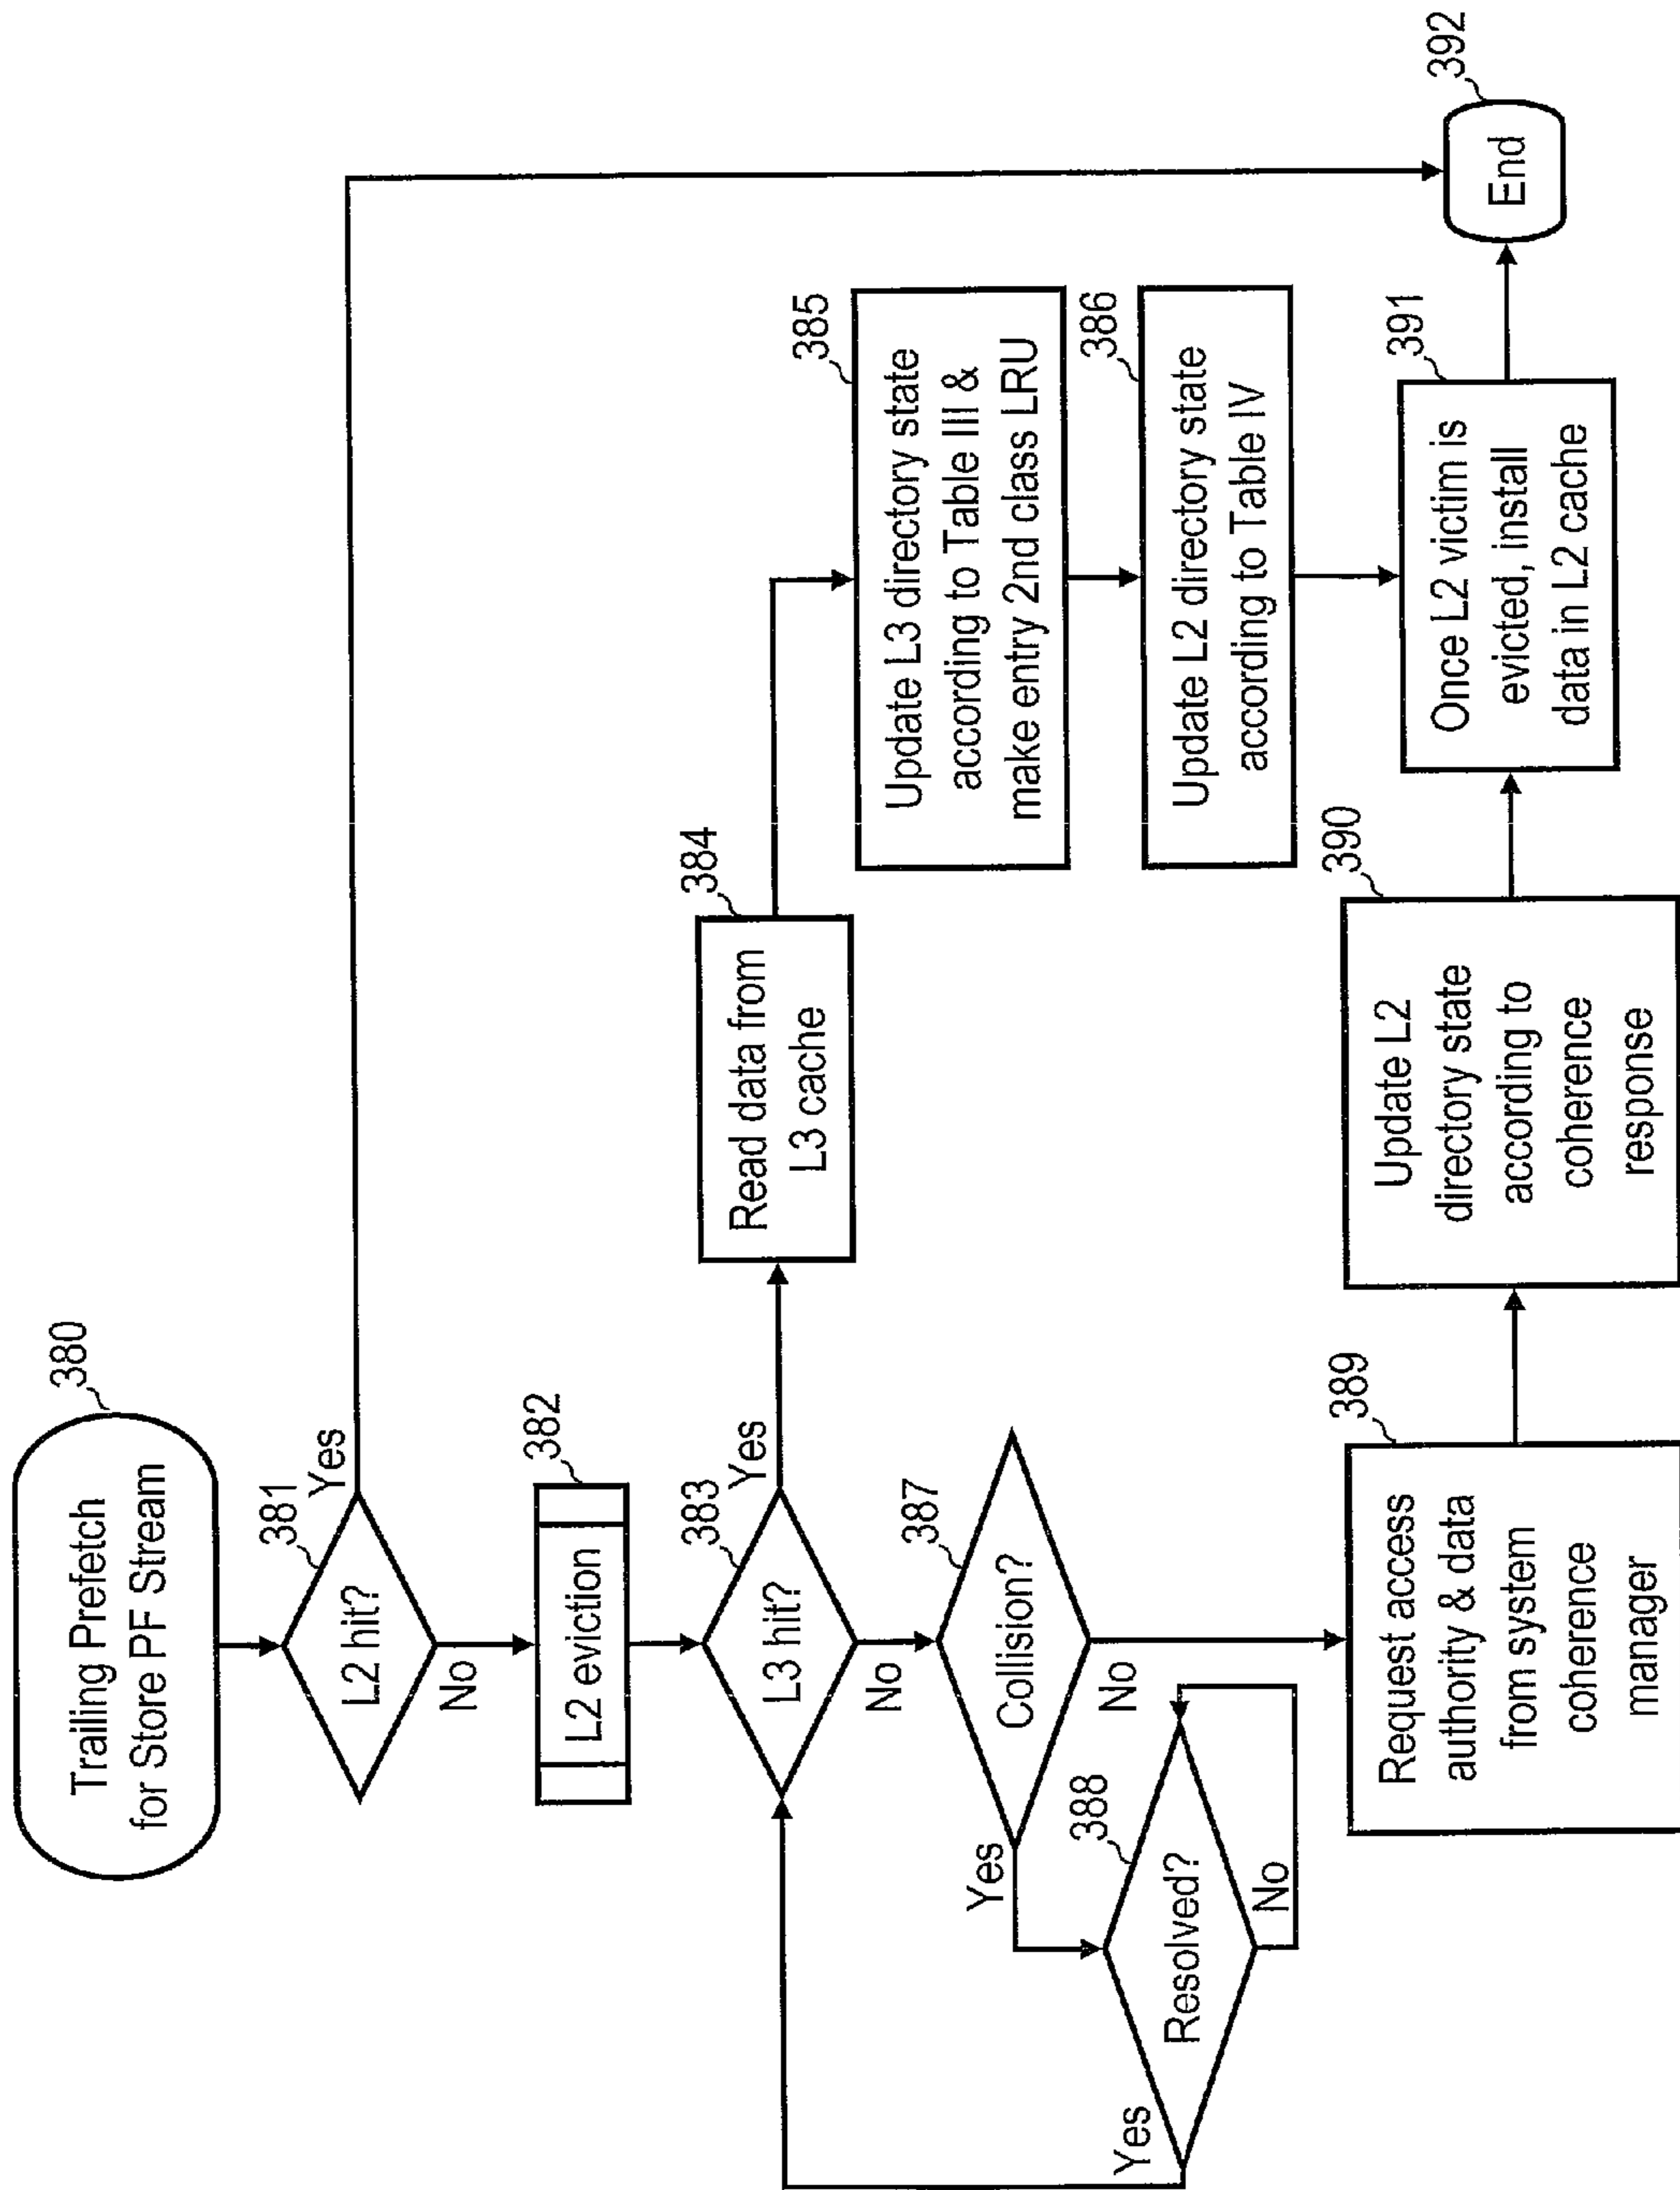 380
Trailing Prefetch
for Store PF Stream
381
L2 hit?
Yes
No
382
L2 eviction
383
L3 hit?
Yes
No
384
Read data from
L3 cache
385
Update L3 directory state
according to Table III &
make entry 2nd class LRU
386
Update L2 directory state
according to Table IV
387
Collision?
Yes
No
388
Resolved?
Yes
No
389
Request access
authority & data
from system
coherence
manager
390
Update L2
directory state
according to
coherence
response
391
Once L2 victim is
evicted, install
data in L2 cache
392
End